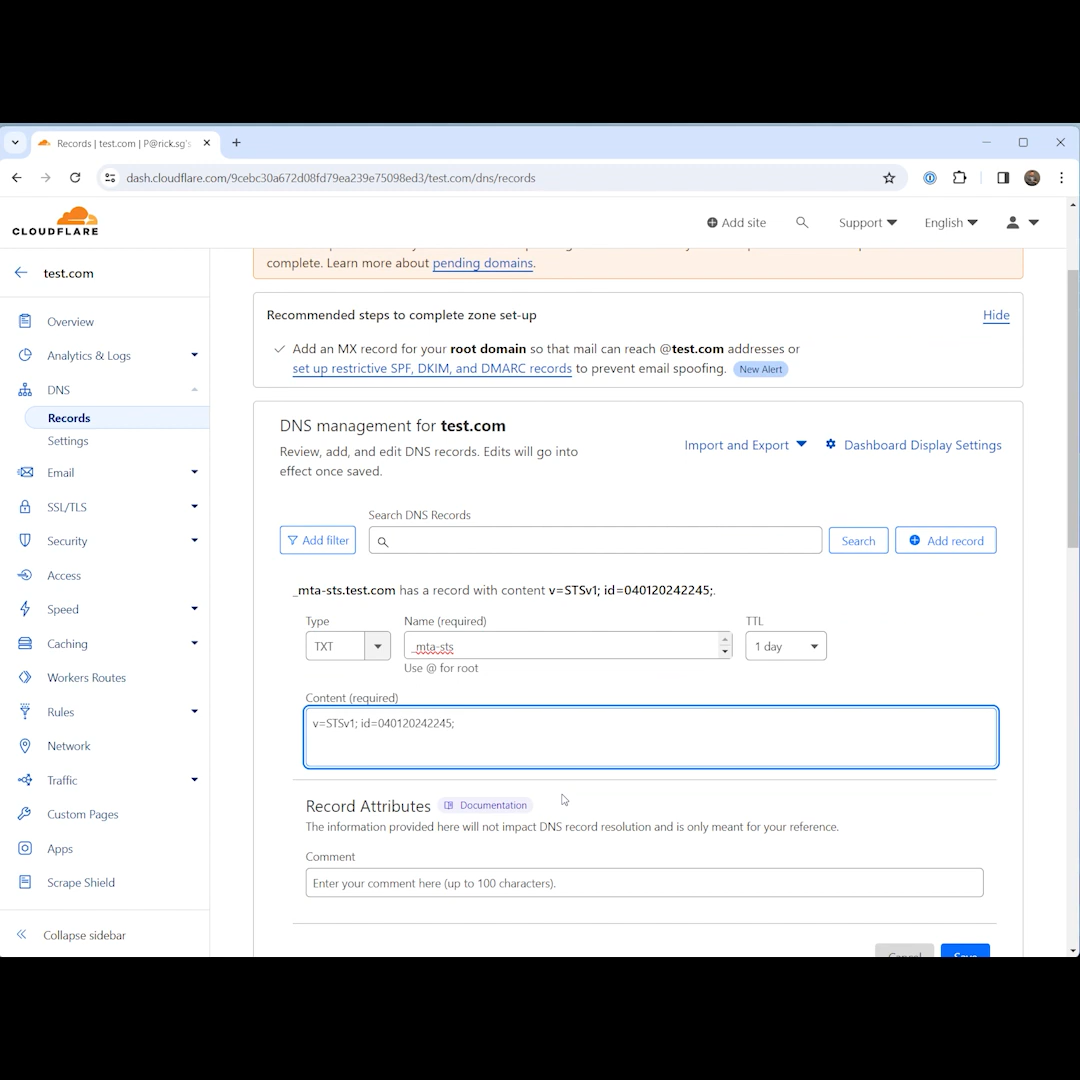 Records | test.com | P@rick.sg's
dash.cloudflare.com/9cebc30a672d08fd79ea239e75098ed3/test.com/dns/records
CLOUDFLARE
Add site
Support
English
test.com
complete. Learn more about pending domains.
Overview
Analytics & Logs
DNS
Records
Settings
Email
SSL/TLS
Security
Access
Speed
Caching
Workers Routes
Rules
Network
Traffic
Custom Pages
Apps
Scrape Shield
Collapse sidebar
Recommended steps to complete zone set-up
Hide
Add an MX record for your root domain so that mail can reach @test.com addresses or
set up restrictive SPF, DKIM, and DMARC records to prevent email spoofing. New Alert
DNS management for test.com
Review, add, and edit DNS records. Edits will go into
effect once saved.
Import and Export
Dashboard Display Settings
Search DNS Records
Add filter
Search
Add record
_mta-sts.test.com has a record with content v=STSv1; id=040120242245;.
Type
Name (required)
TTL
TXT
_mta-sts
1 day
Use @ for root
Content (required)
v=STSv1; id=040120242245;
Record Attributes
Documentation
The information provided here will not impact DNS record resolution and is only meant for your reference.
Comment
Enter your comment here (up to 100 characters).
Cancel
Save